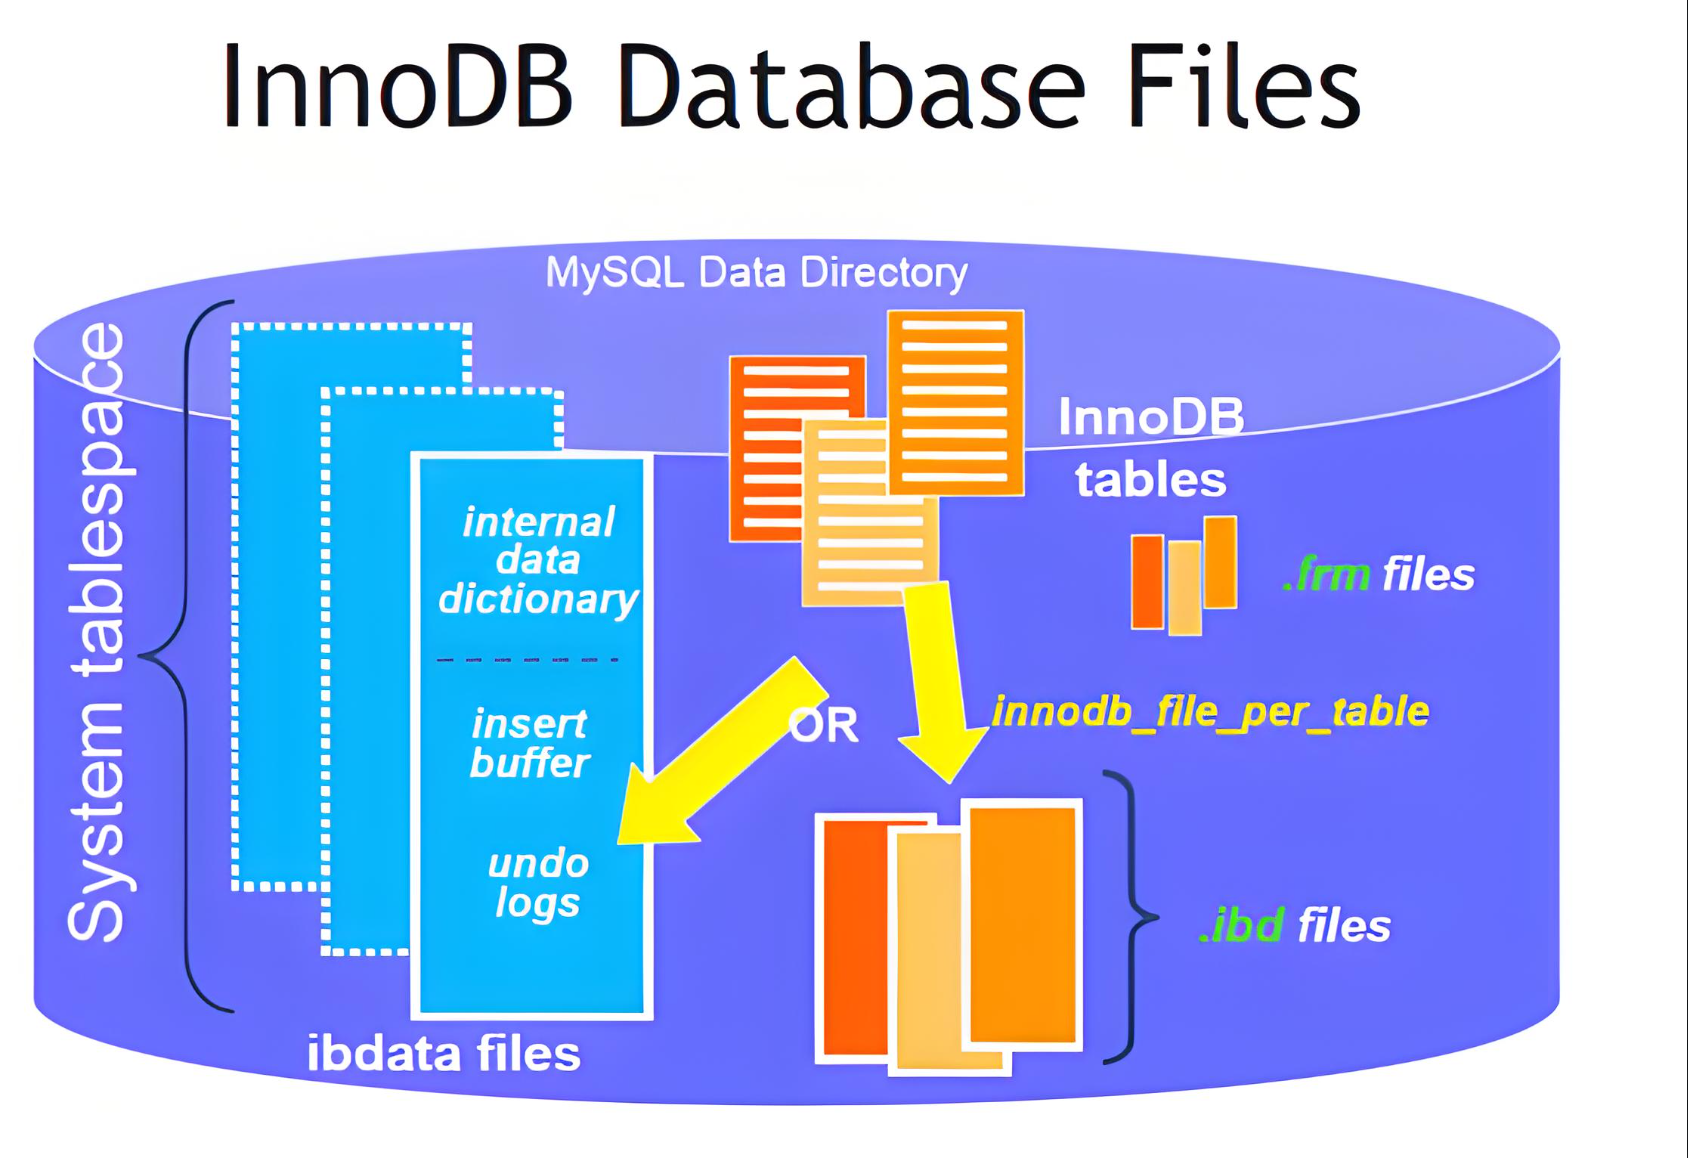 InnoDB Database Files
MySQL Data Directory
System tablespace
internal
data
dictionary
insert
buffer
undo
logs
ibdata files
InnoDB
tables
.frm files
OR
innodb_file_per_table
.ibd files